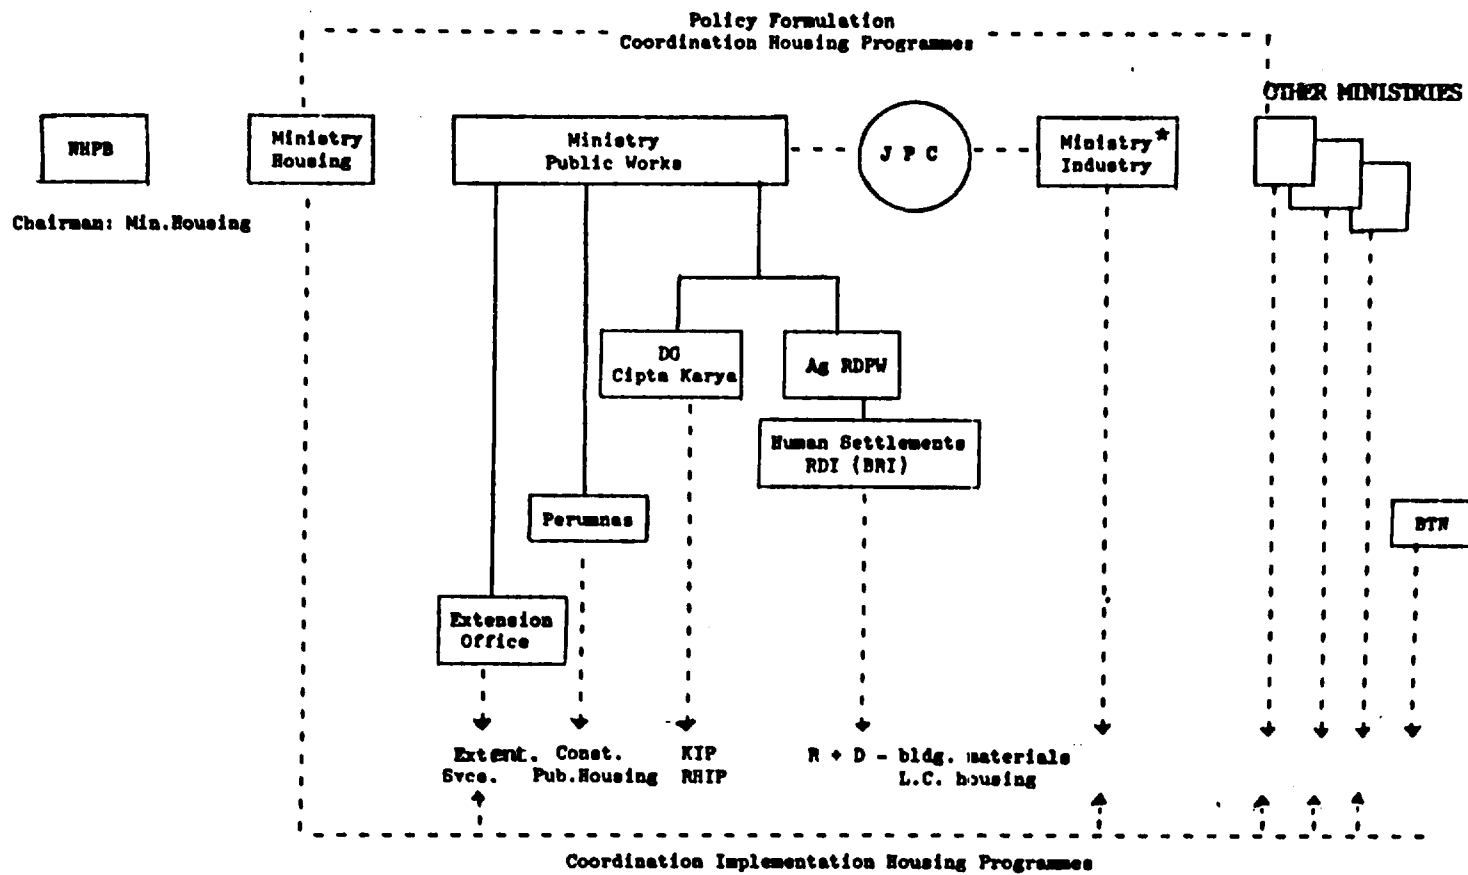 Policy Formulation
Coordination Housing Programmes
OTHER MINISTRIES
NHPB
Ministry
Housing
Ministry
Public Works
J P C
Ministry*
Industry
Chairman: Min.Housing
DG
Cipta Karya
Ag RDPW
Human Settlements
RDI (BRI)
Perumnas
BTN
Extension
Office
Extent.
Svce.
Const.
Pub.Housing
KIP
RHIP
R + D - bldg. materials
L.C. housing
Coordination Implementation Housing Programmes